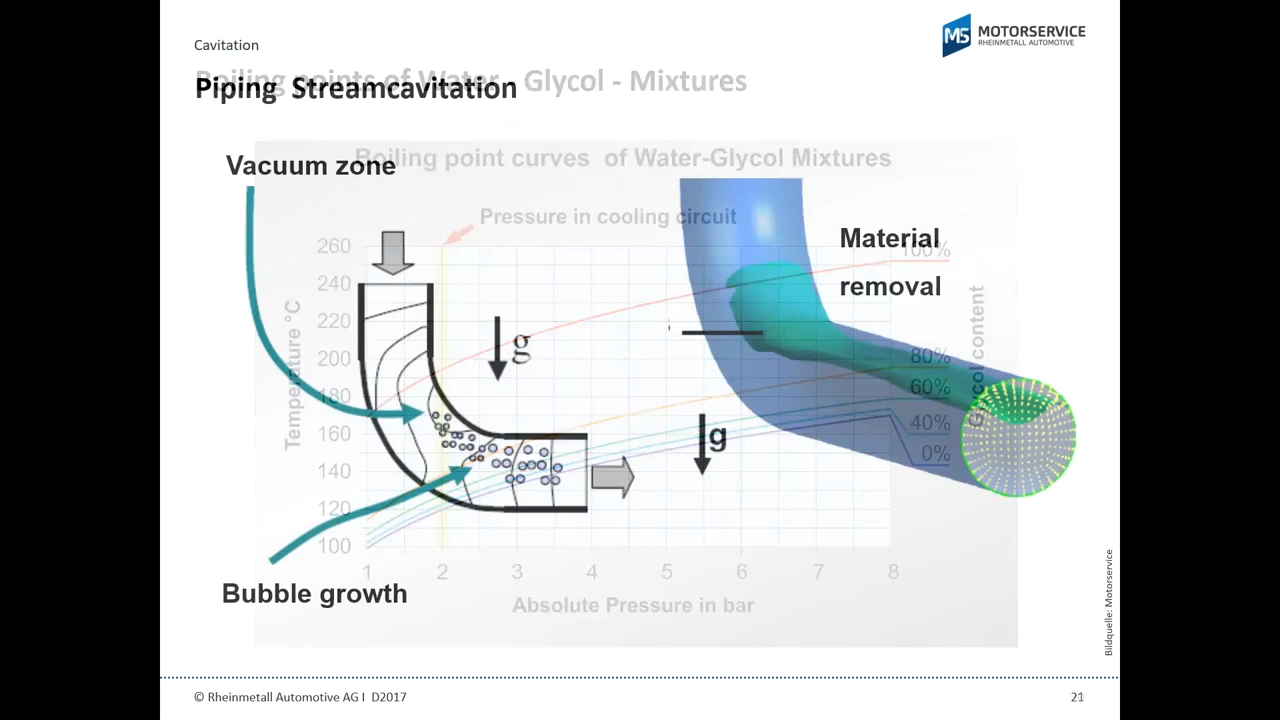 Cavitation
MS MOTORSERVICE
RHEINMETALL AUTOMOTIVE
Boiling points of Water - Glycol - Mixtures
Piping Streamcavitation
Boiling point curves of Water-Glycol Mixtures
Vacuum zone
Pressure in cooling circuit
Material
removal
100%
80%
60%
40%
0%
Glycol content
Temperature °C
260
240
220
200
180
160
140
120
100
g
g
1 2 3 4 5 6 7 8
Absolute Pressure in bar
Bubble growth
Bildquelle: Motorservice
© Rheinmetall Automotive AG I D2017
21